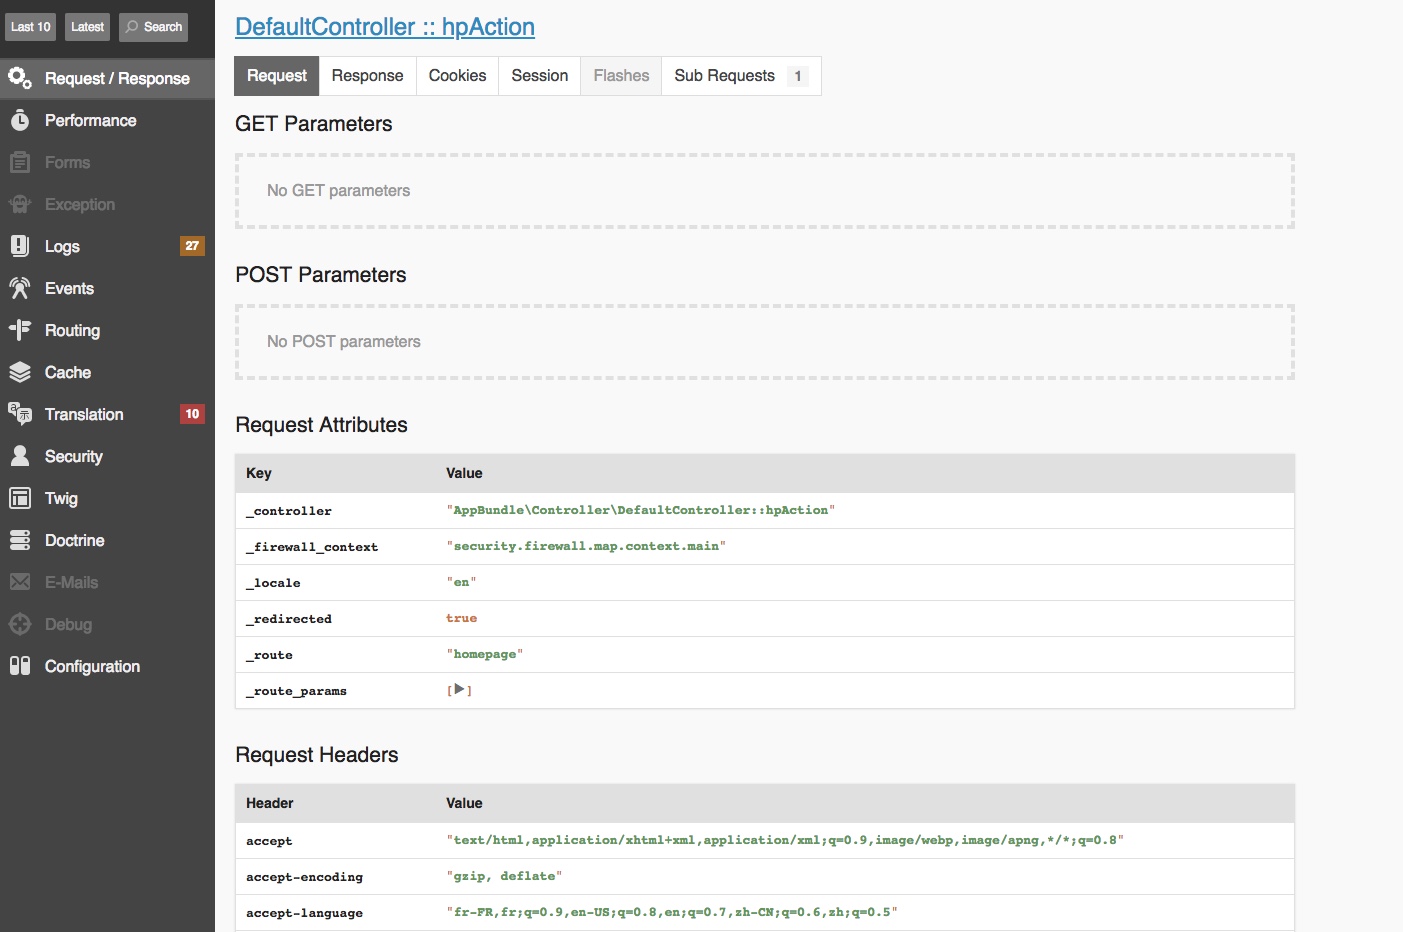 Last 10 Latest Search
Request / Response
Performance
Forms
Exception
Logs 27
Events
Routing
Cache
Translation 10
Security
Twig
Doctrine
E-Mails
Debug
Configuration
DefaultController :: hpAction
Request Response Cookies Session Flashes Sub Requests 1
GET Parameters
No GET parameters
POST Parameters
No POST parameters
Request Attributes
Key Value
_controller "AppBundle\Controller\DefaultController::hpAction"
_firewall_context "security.firewall.map.context.main"
_locale "en"
_redirected true
_route "homepage"
_route_params [▶]
Request Headers
Header Value
accept "text/html,application/xhtml+xml,application/xml;q=0.9,image/webp,image/apng,*/*;q=0.8"
accept-encoding "gzip, deflate"
accept-language "fr-FR,fr;q=0.9,en-US;q=0.8,en;q=0.7,zh-CN;q=0.6,zh;q=0.5"